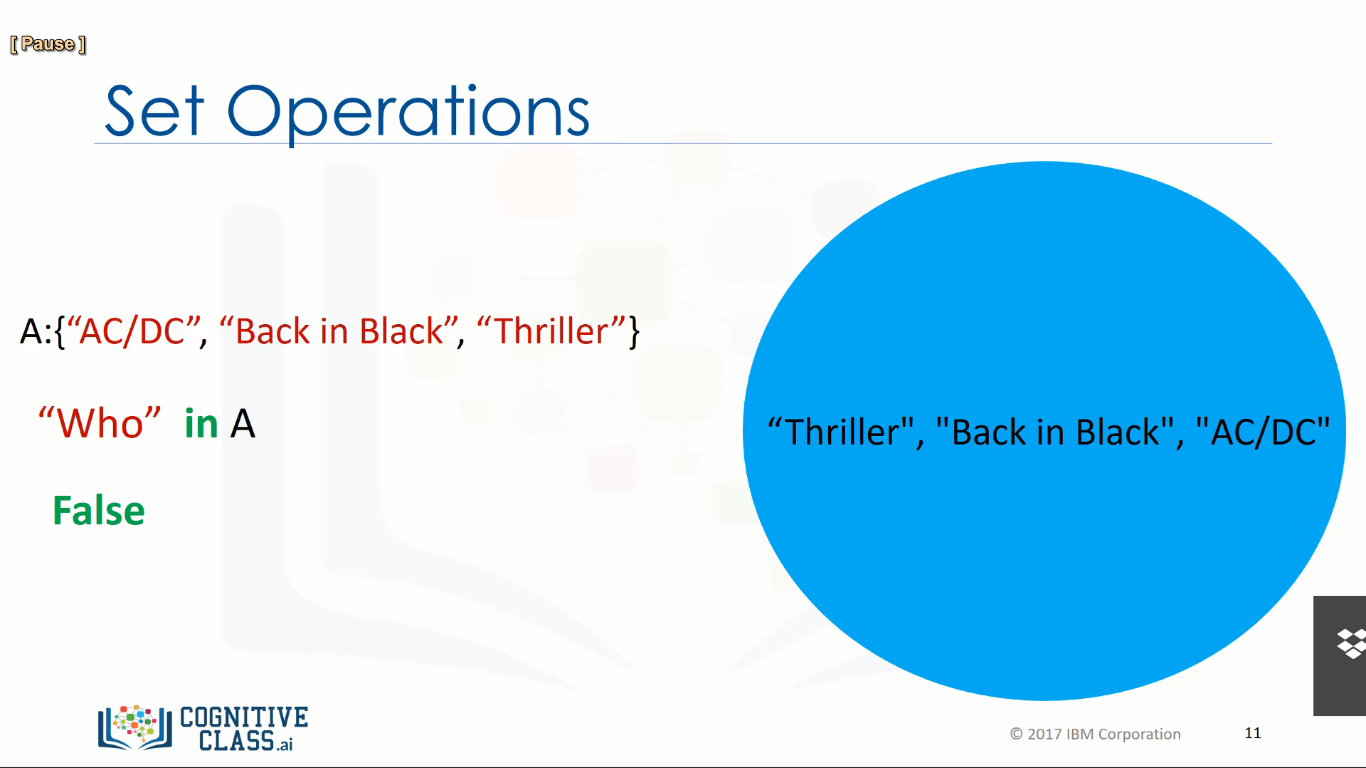 [ Pause ]
Set Operations
A:{“AC/DC”, “Back in Black”, “Thriller”}
“Who” in A
False
“Thriller", "Back in Black", "AC/DC"
COGNITIVE
CLASS.ai
© 2017 IBM Corporation 11